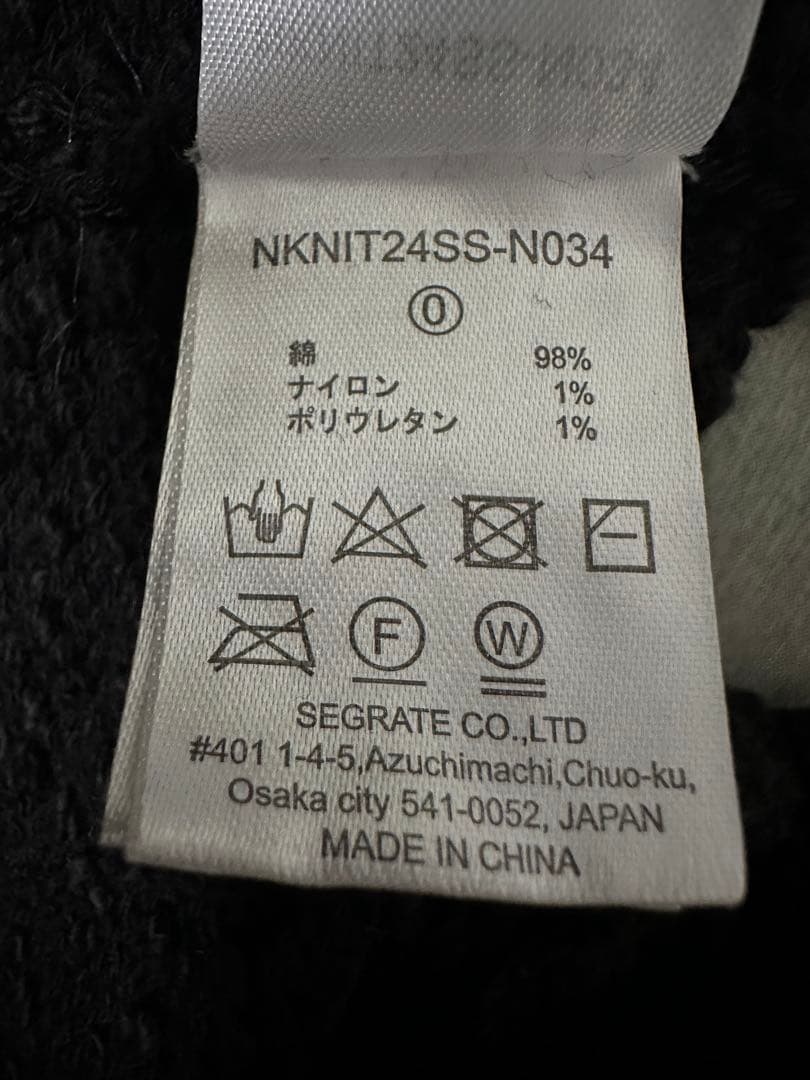 NKNIT24SS-N034
⓪
綿 98%
ナイロン 1%
ポリウレタン 1%
F
W
SEGRATE CO.,LTD
#401 1-4-5,Azuchimachi,Chuo-ku,
Osaka city 541-0052, JAPAN
MADE IN CHINA